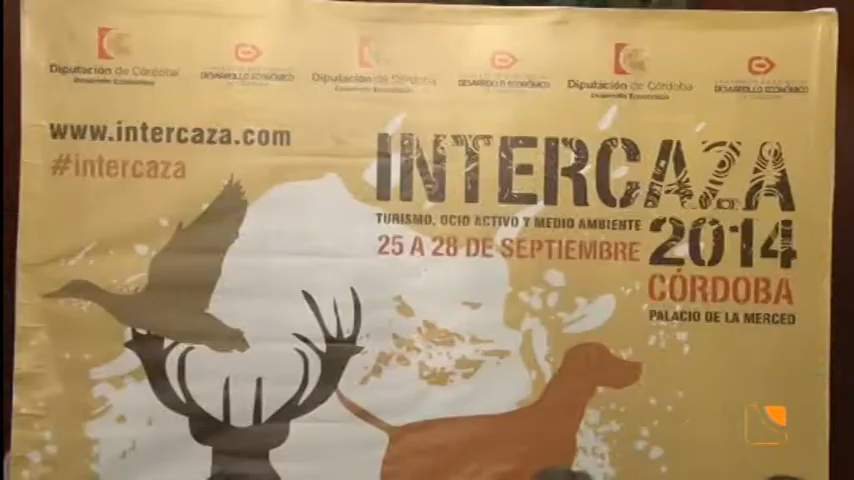 Diputación de Córdoba
Desarrollo Económico
DESARROLLO ECONÓMICO
Diputación de Córdoba
DESARROLLO ECONÓMICO
Diputación de Córdoba
Desarrollo Económico
DESARROLLO ECONÓMICO
www.intercaza.com
#intercaza
INTERCAZA
TURISMO, OCIO ACTIVO Y MEDIO AMBIENTE
25 A 28 DE SEPTIEMBRE
2014
CÓRDOBA
PALACIO DE LA MERCED